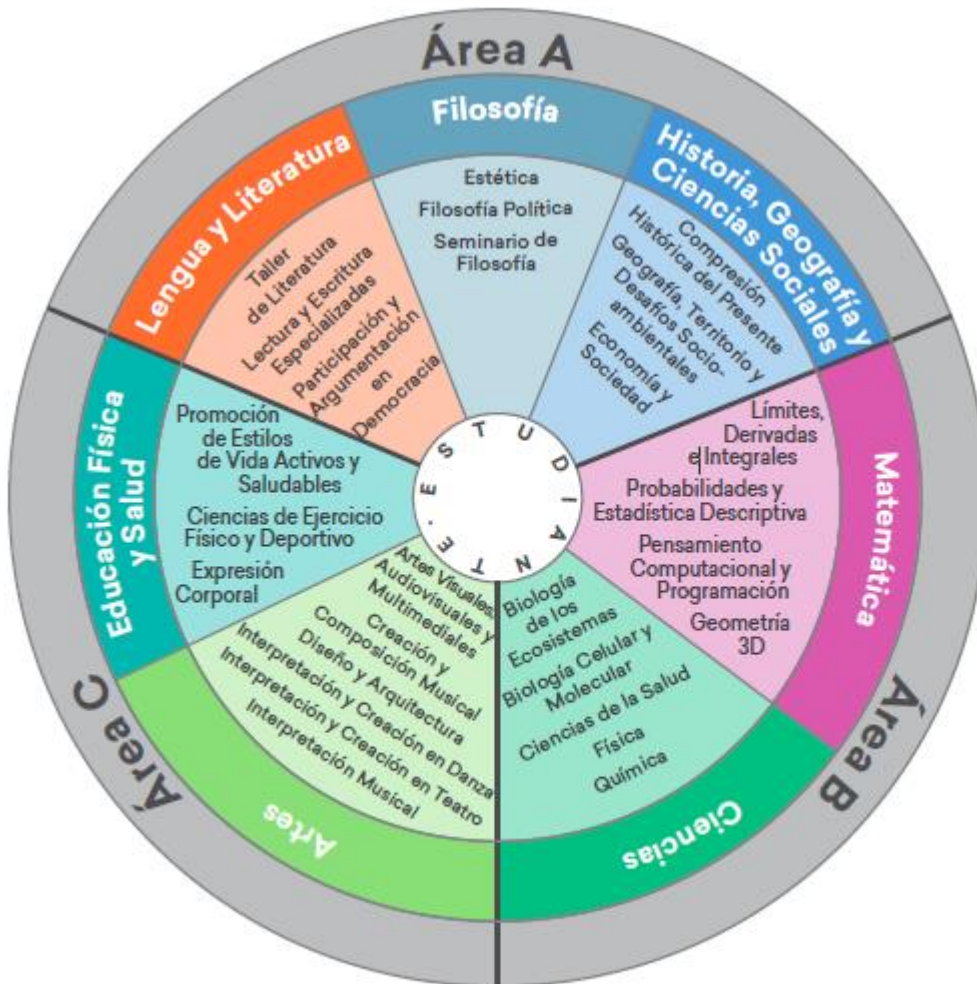 Área A
Filosofía
Estética
Filosofía Política
Seminario de
Filosofía
Historia, Geografía y
Ciencias Sociales
Compresión
Histórica del Presente
Geografía, Territorio y
Desafíos Socio-
ambientales
Economía y
Sociedad
Lengua y Literatura
Taller
de Literatura
Lectura y Escritura
Especializadas
Participación y
Argumentación
en
Democracia
Área B
Matemática
Límites,
Derivadas
e Integrales
Probabilidades y
Estadística Descriptiva
Pensamiento
Computacional y
Programación
Geometría
3D
Ciencias
Biología
de los
Ecosistemas
Biología Celular y
Molecular
Ciencias de la Salud
Física
Química
Área C
Educación Física
y Salud
Promoción
de Estilos
de Vida Activos y
Saludables
Ciencias de Ejercicio
Físico y Deportivo
Expresión
Corporal
Artes
Artes Visuales,
Audiovisuales y
Multimediales
Creación y
Composición Musical
Diseño y Arquitectura
Interpretación y Creación en Danza
Interpretación y Creación en Teatro
Interpretación Musical
ESTUDIANTE.